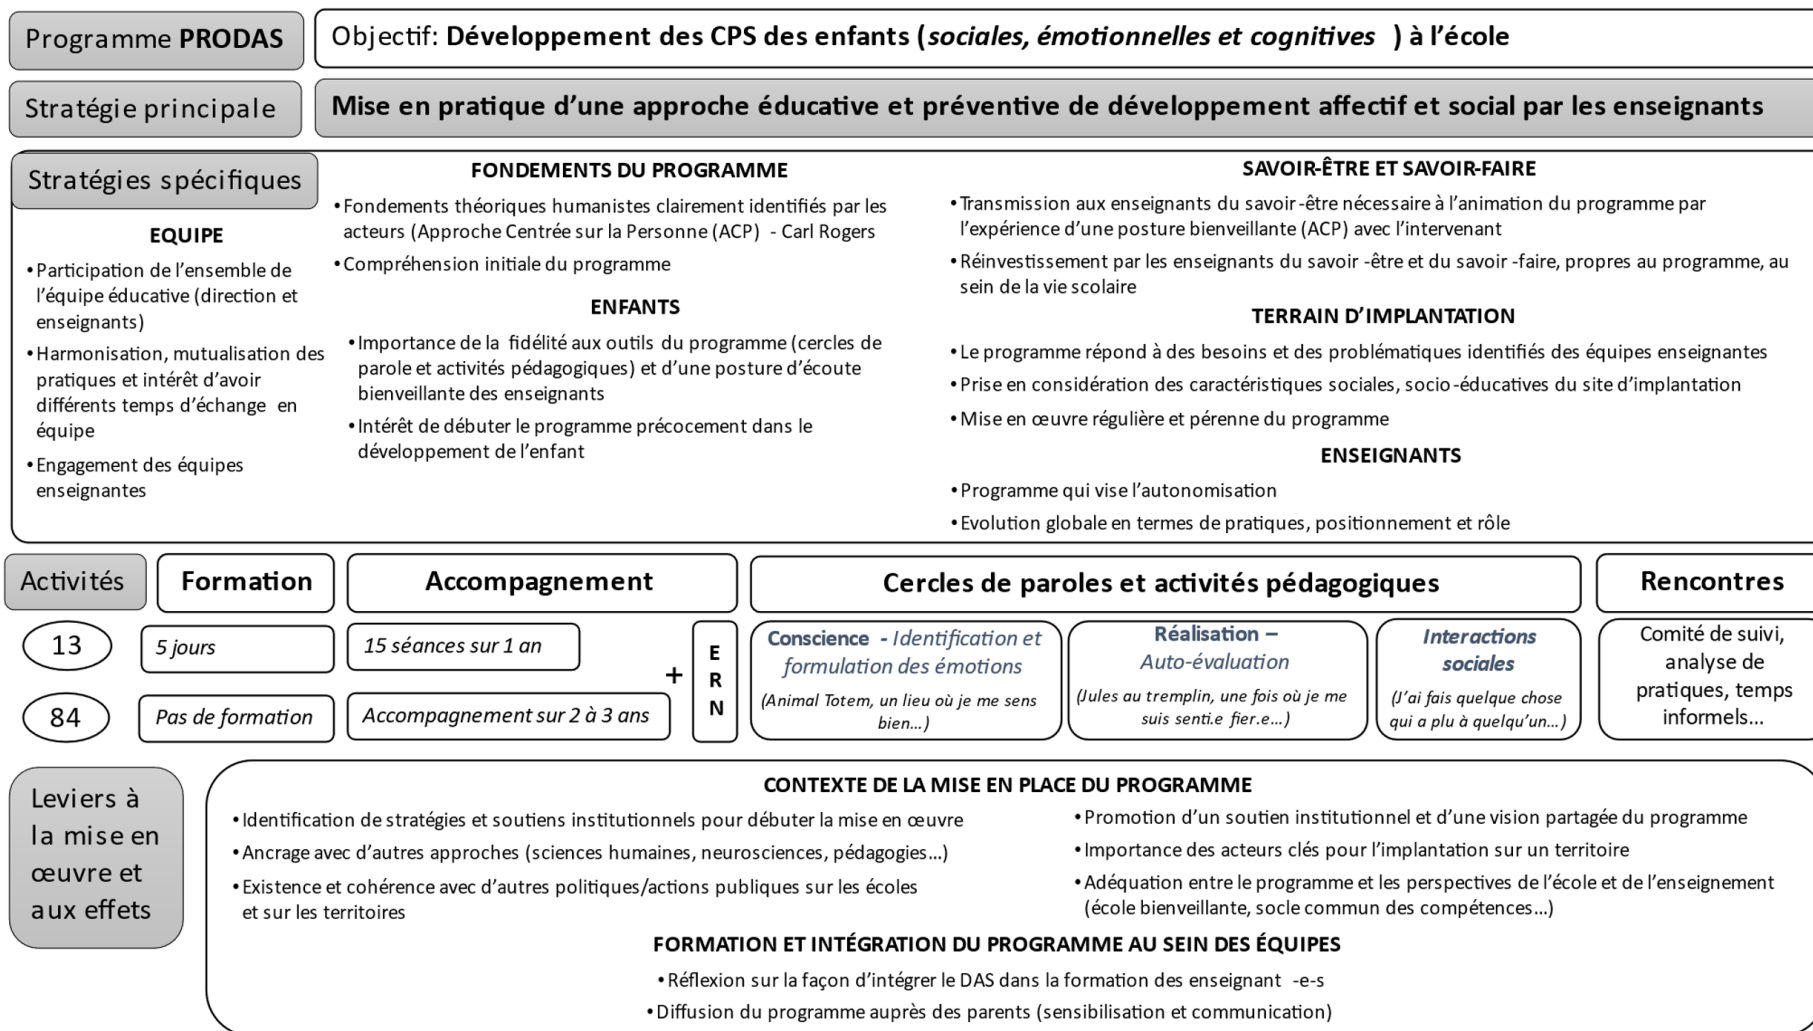 Programme PRODAS
Objectif: Développement des CPS des enfants (sociales, émotionnelles et cognitives ) à l'école
Stratégie principale
Mise en pratique d'une approche éducative et préventive de développement affectif et social par les enseignants
Stratégies spécifiques
EQUIPE
•Participation de l'ensemble de
l'équipe éducative (direction et
enseignants)
•Harmonisation, mutualisation des
pratiques et intérêt d'avoir
différents temps d'échange en
équipe
•Engagement des équipes
enseignantes
FONDEMENTS DU PROGRAMME
•Fondements théoriques humanistes clairement identifiés par les
acteurs (Approche Centrée sur la Personne (ACP) - Carl Rogers
•Compréhension initiale du programme
ENFANTS
•Importance de la fidélité aux outils du programme (cercles de
parole et activités pédagogiques) et d'une posture d'écoute
bienveillante des enseignants
•Intérêt de débuter le programme précocement dans le
développement de l'enfant
SAVOIR-ÊTRE ET SAVOIR-FAIRE
•Transmission aux enseignants du savoir-être nécessaire à l'animation du programme par
l'expérience d'une posture bienveillante (ACP) avec l'intervenant
•Réinvestissement par les enseignants du savoir -être et du savoir -faire, propres au programme, au
sein de la vie scolaire
TERRAIN D'IMPLANTATION
•Le programme répond à des besoins et des problématiques identifiés des équipes enseignantes
•Prise en considération des caractéristiques sociales, socio-éducatives du site d'implantation
•Mise en œuvre régulière et pérenne du programme
ENSEIGNANTS
•Programme qui vise l'autonomisation
•Evolution globale en termes de pratiques, positionnement et rôle
Activités
Formation
Accompagnement
Cercles de paroles et activités pédagogiques
Rencontres
13
5 jours
15 séances sur 1 an
84
Pas de formation
Accompagnement sur 2 à 3 ans
+
E
R
N
Conscience - Identification et
formulation des émotions
(Animal Totem, un lieu où je me sens
bien…)
Réalisation –
Auto-évaluation
(Jules au tremplin, une fois où je me
suis senti.e fier.e…)
Interactions
sociales
(J'ai fais quelque chose
qui a plu à quelqu'un…)
Comité de suivi,
analyse de
pratiques, temps
informels…
Leviers à
la mise en
œuvre et
aux effets
CONTEXTE DE LA MISE EN PLACE DU PROGRAMME
•Identification de stratégies et soutiens institutionnels pour débuter la mise en œuvre
•Ancrage avec d'autres approches (sciences humaines, neurosciences, pédagogies…)
•Existence et cohérence avec d'autres politiques/actions publiques sur les écoles
et sur les territoires
•Promotion d'un soutien institutionnel et d'une vision partagée du programme
•Importance des acteurs clés pour l'implantation sur un territoire
•Adéquation entre le programme et les perspectives de l'école et de l'enseignement
(école bienveillante, socle commun des compétences…)
FORMATION ET INTÉGRATION DU PROGRAMME AU SEIN DES ÉQUIPES
•Réflexion sur la façon d'intégrer le DAS dans la formation des enseignant -e-s
•Diffusion du programme auprès des parents (sensibilisation et communication)